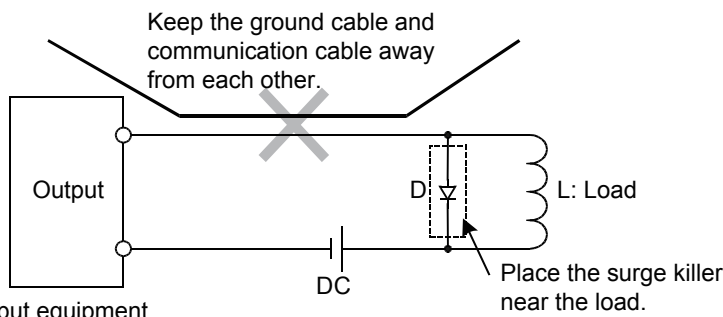 Keep the ground cable and
communication cable away
from each other.
Output
D
L: Load
DC
Place the surge killer
near the load.
equipment